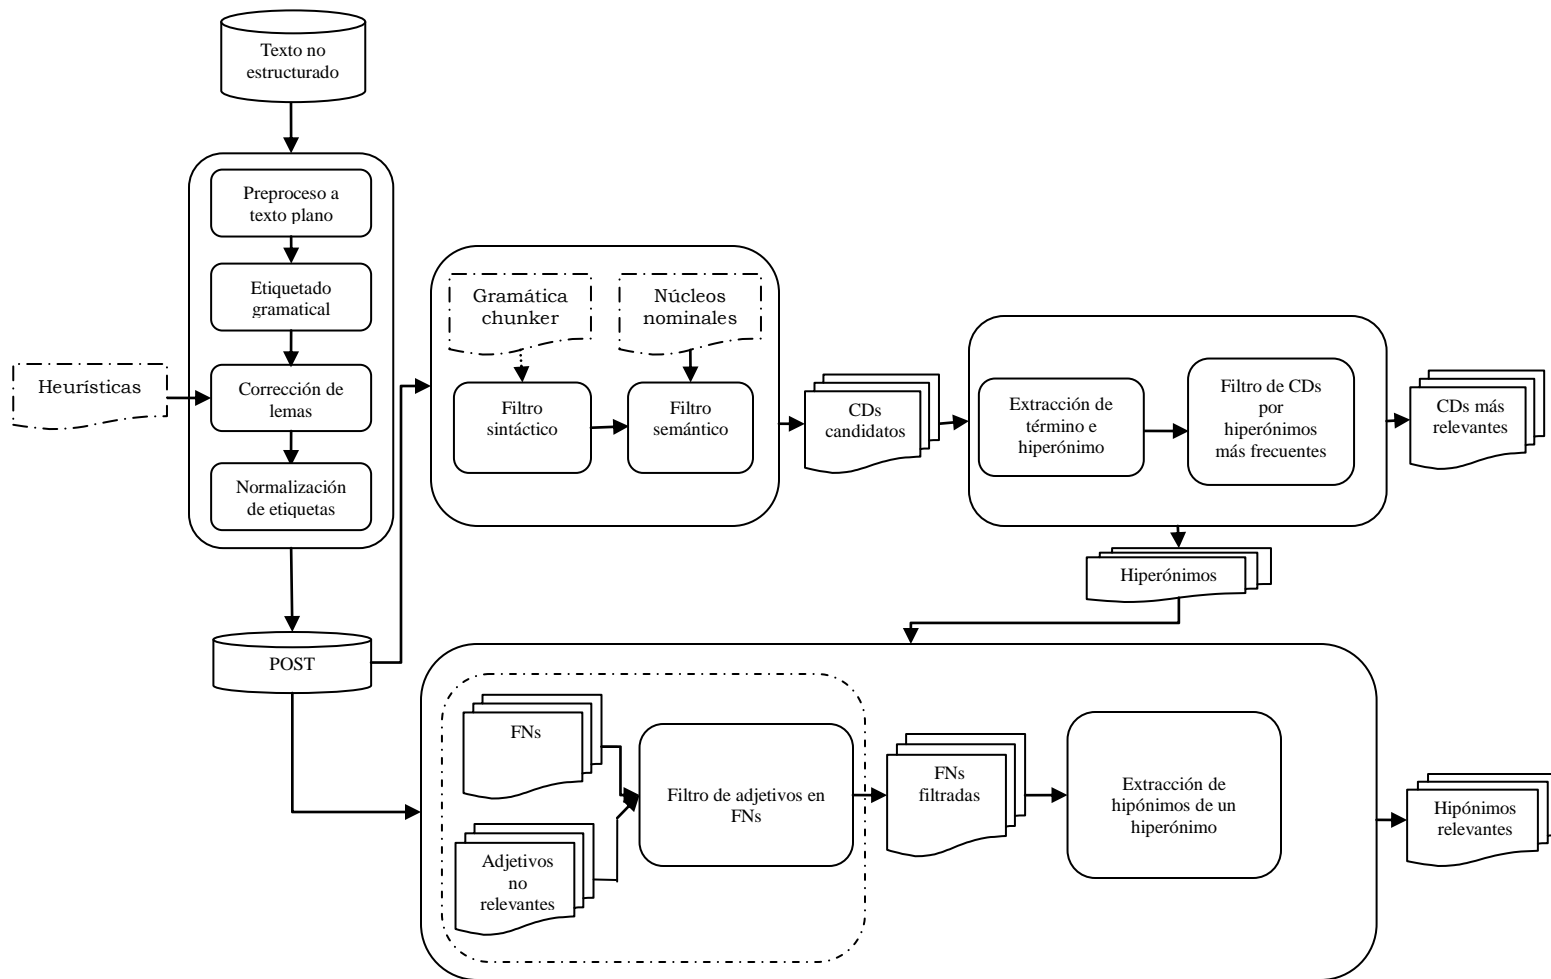 Texto no
estructurado
Preproceso a
texto plano
Etiquetado
gramatical
Heurísticas
Corrección de
lemas
Normalización
de etiquetas
POST
Gramática
chunker
Núcleos
nominales
Filtro
sintáctico
Filtro
semántico
CDs
candidatos
Extracción de
término e
hiperónimo
Filtro de CDs
por
hiperónimos
más frecuentes
CDs más
relevantes
Hiperónimos
FNs
Adjetivos
no
relevantes
Filtro de adjetivos en
FNs
FNs
filtradas
Extracción de
hipónimos de un
hiperónimo
Hipónimos
relevantes